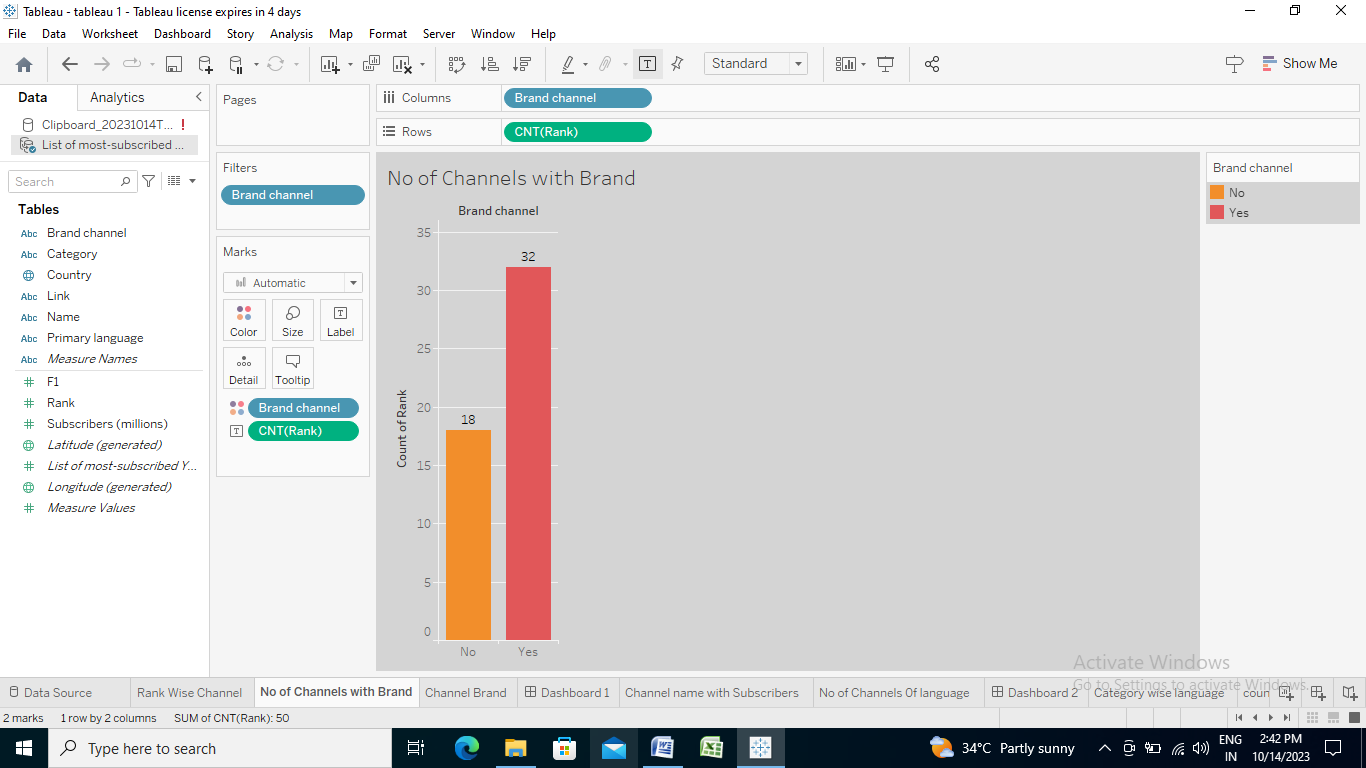 Tableau - tableau 1 - Tableau license expires in 4 days
File Data Worksheet Dashboard Story Analysis Map Format Server Window Help
Standard
Show Me
Data Analytics
Clipboard_20231014T... !
List of most-subscribed ...
Search
Tables
Abc Brand channel
Abc Category
Country
Abc Link
Abc Name
Abc Primary language
Abc Measure Names
# F1
# Rank
# Subscribers (millions)
Latitude (generated)
# List of most-subscribed Y...
Longitude (generated)
# Measure Values
Pages
Filters
Brand channel
Marks
Automatic
Color Size Label
Detail Tooltip
Brand channel
CNT(Rank)
Columns Brand channel
Rows CNT(Rank)
No of Channels with Brand
Brand channel
Count of Rank
35
30
25
20
15
10
5
0
18
32
No Yes
Brand channel
No
Yes
Activate Windows
Go to Settings to activate Windows.
Data Source Rank Wise Channel No of Channels with Brand Channel Brand Dashboard 1 Channel name with Subscribers No of Channels Of language Dashboard 2 Category wise language coun
2 marks 1 row by 2 columns SUM of CNT(Rank): 50
Type here to search
34°C Partly sunny
ENG
IN
2:42 PM
10/14/2023